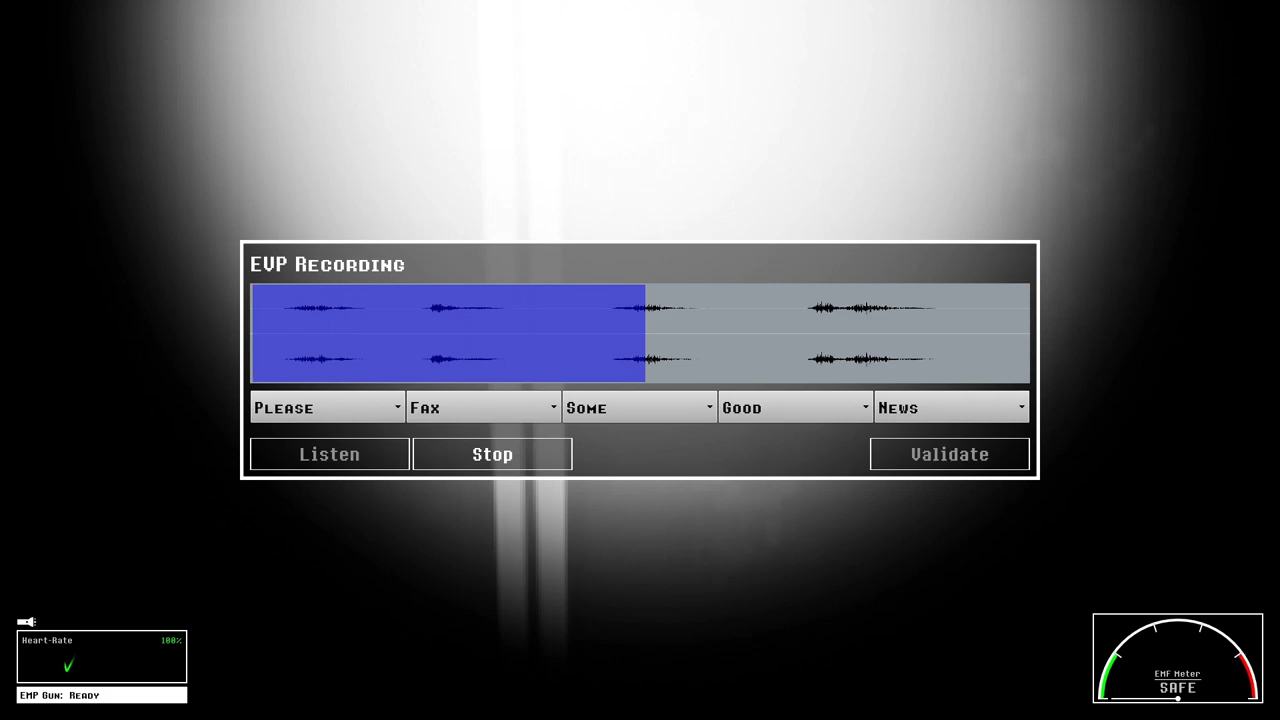 EVP Recording
Please Fax Some Good News
Listen Stop Validate
Heart-Rate 100%
EMP Gun: Ready
EMF Meter
SAFE